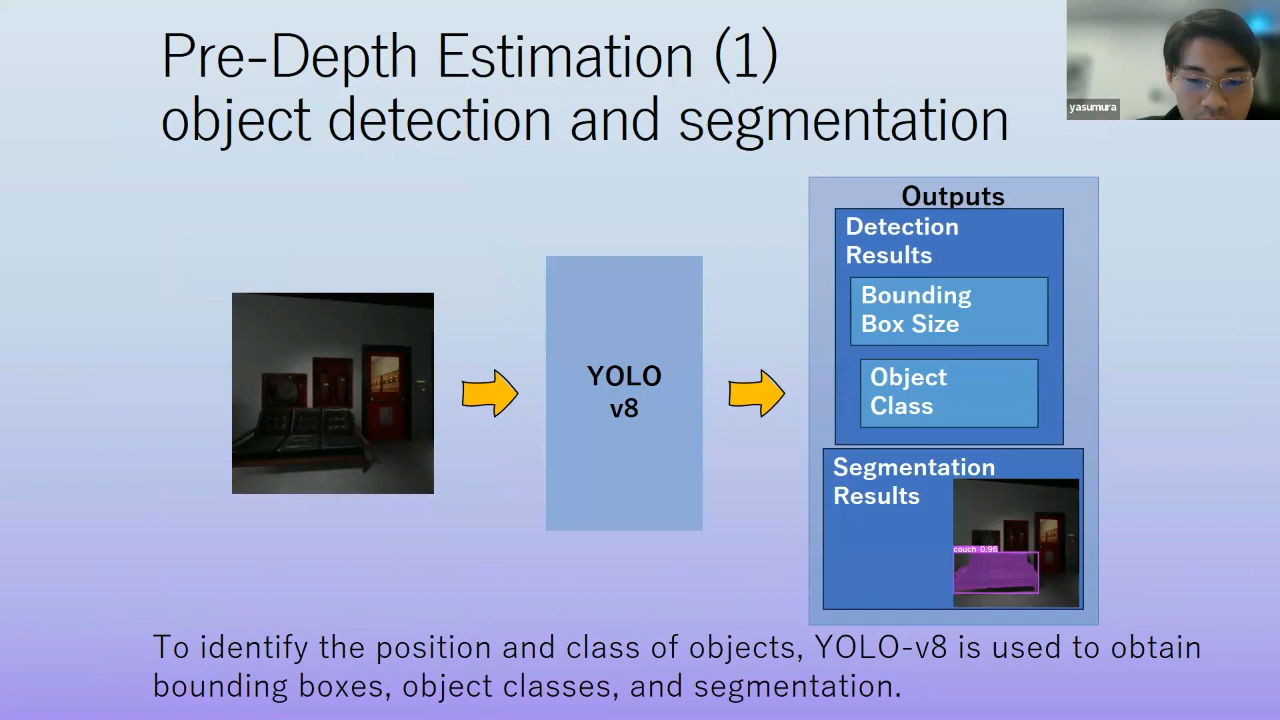 Pre-Depth Estimation (1)
object detection and segmentation
yasumura
Outputs
Detection
Results
Bounding
Box Size
Object
Class
YOLO
v8
Segmentation
Results
couch 0.96
To identify the position and class of objects, YOLO-v8 is used to obtain
bounding boxes, object classes, and segmentation.